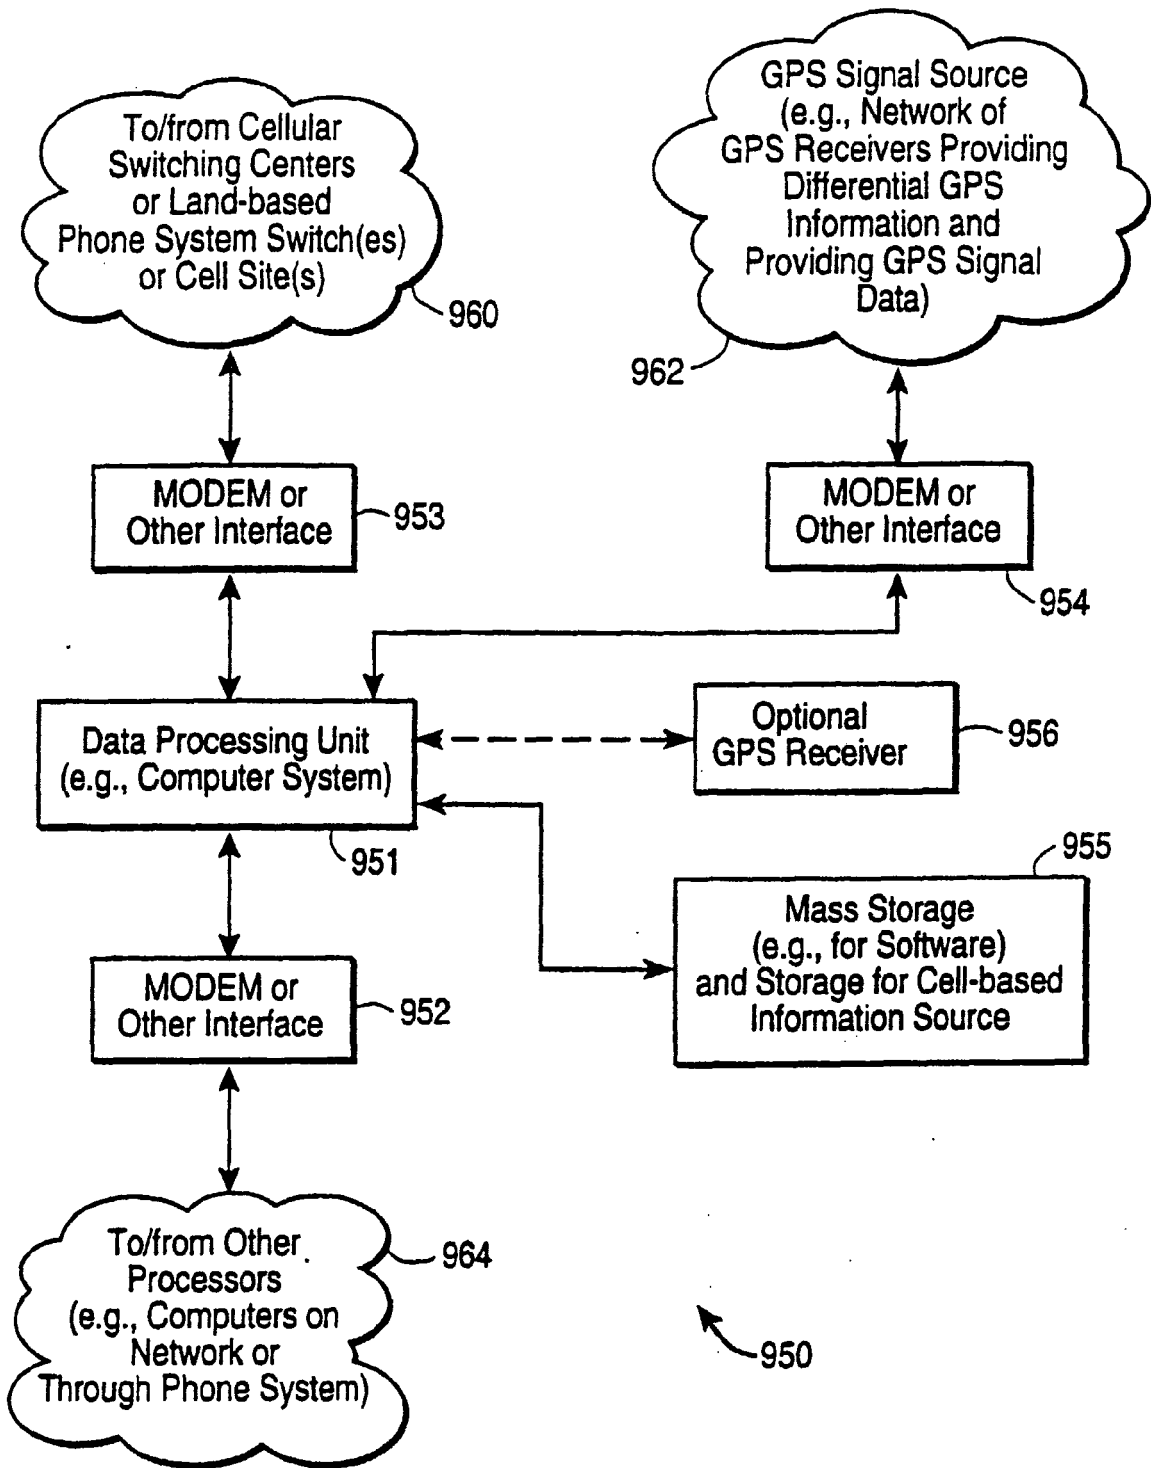 To/from Cellular
Switching Centers
or Land-based
Phone System Switch(es)
or Cell Site(s)
960
GPS Signal Source
(e.g., Network of
GPS Receivers Providing
Differential GPS
Information and
Providing GPS Signal
Data)
962
MODEM or
Other Interface
953
MODEM or
Other Interface
954
Data Processing Unit
(e.g., Computer System)
951
Optional
GPS Receiver
956
955
Mass Storage
(e.g., for Software)
and Storage for Cell-based
Information Source
MODEM or
Other Interface
952
To/from Other
Processors
(e.g., Computers on
Network or
Through Phone System)
964
950